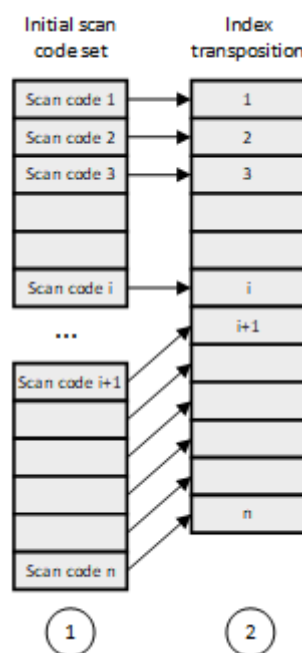 Initial scan
code set
Index
transposition
Scan code 1
1
Scan code 2
2
Scan code 3
3
Scan code i
i
...
i+1
Scan code i+1
n
Scan code n
1
2